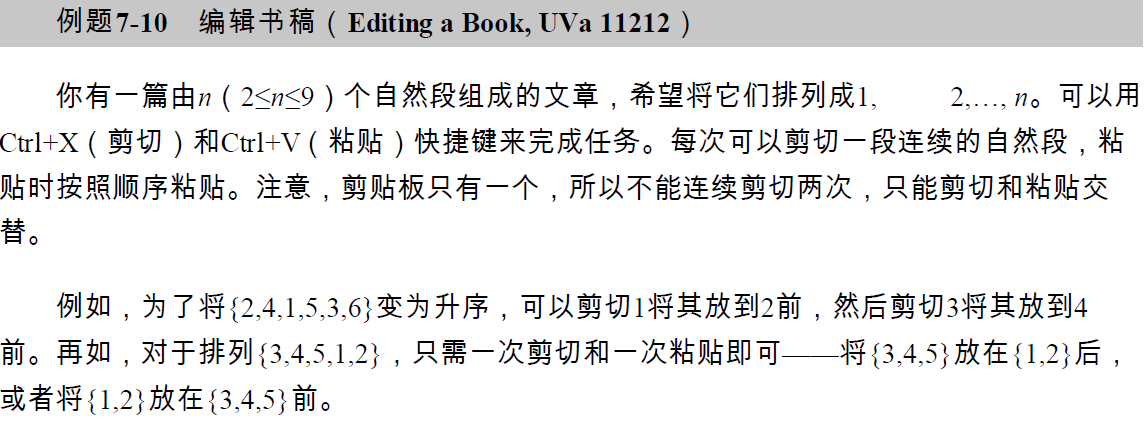 例题7-10 编辑书稿（Editing a Book, UVa 11212）
你有一篇由n（2≤n≤9）个自然段组成的文章，希望将它们排列成1, 2,…, n。可以用
Ctrl+X（剪切）和Ctrl+V（粘贴）快捷键来完成任务。每次可以剪切一段连续的自然段，粘
贴时按照顺序粘贴。注意，剪贴板只有一个，所以不能连续剪切两次，只能剪切和粘贴交
替。
例如，为了将{2,4,1,5,3,6}变为升序，可以剪切1将其放到2前，然后剪切3将其放到4
前。再如，对于排列{3,4,5,1,2}，只需一次剪切和一次粘贴即可——将{3,4,5}放在{1,2}后，
或者将{1,2}放在{3,4,5}前。